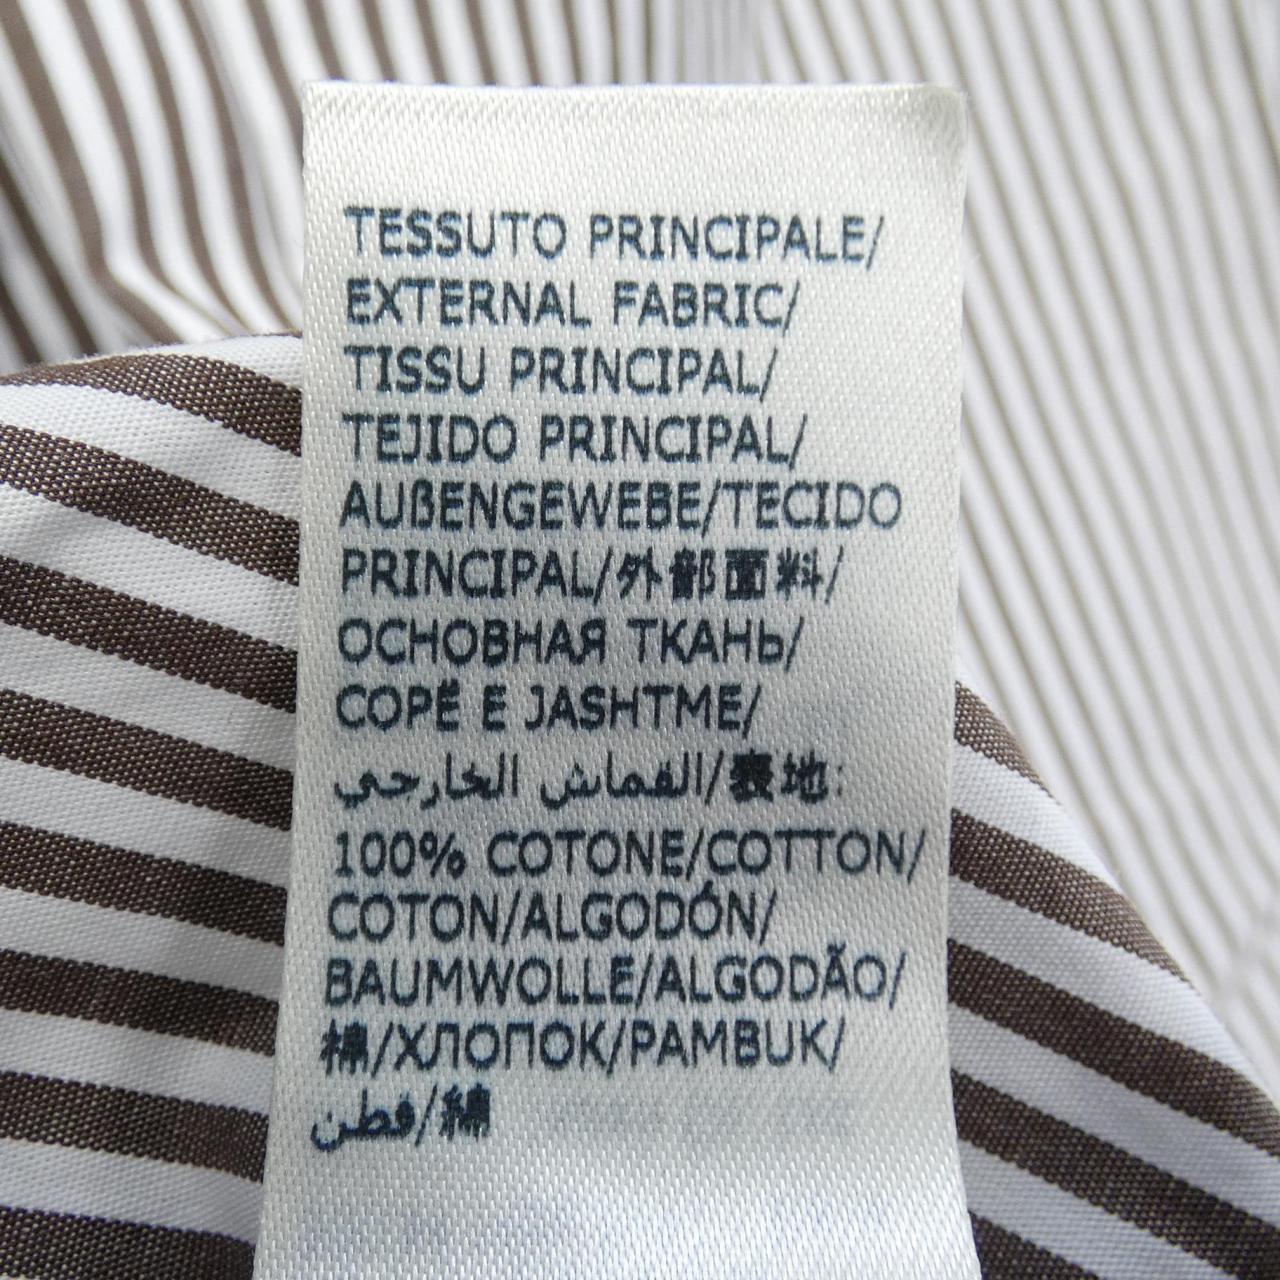 TESSUTO PRINCIPALE/
EXTERNAL FABRIC/
TISSU PRINCIPAL/
TEJIDO PRINCIPAL/
AUßENGEWEBE/TECIDO
PRINCIPAL/外部面料/
ОСНОВНАЯ ТКАНЬ/
COPË E JASHTME/
القماش الخارجي/表地:
100% COTONE/COTTON/
COTON/ALGODÓN/
BAUMWOLLE/ALGODÃO/
棉/ХЛОПОК/PAMBUK/
قطن/綿